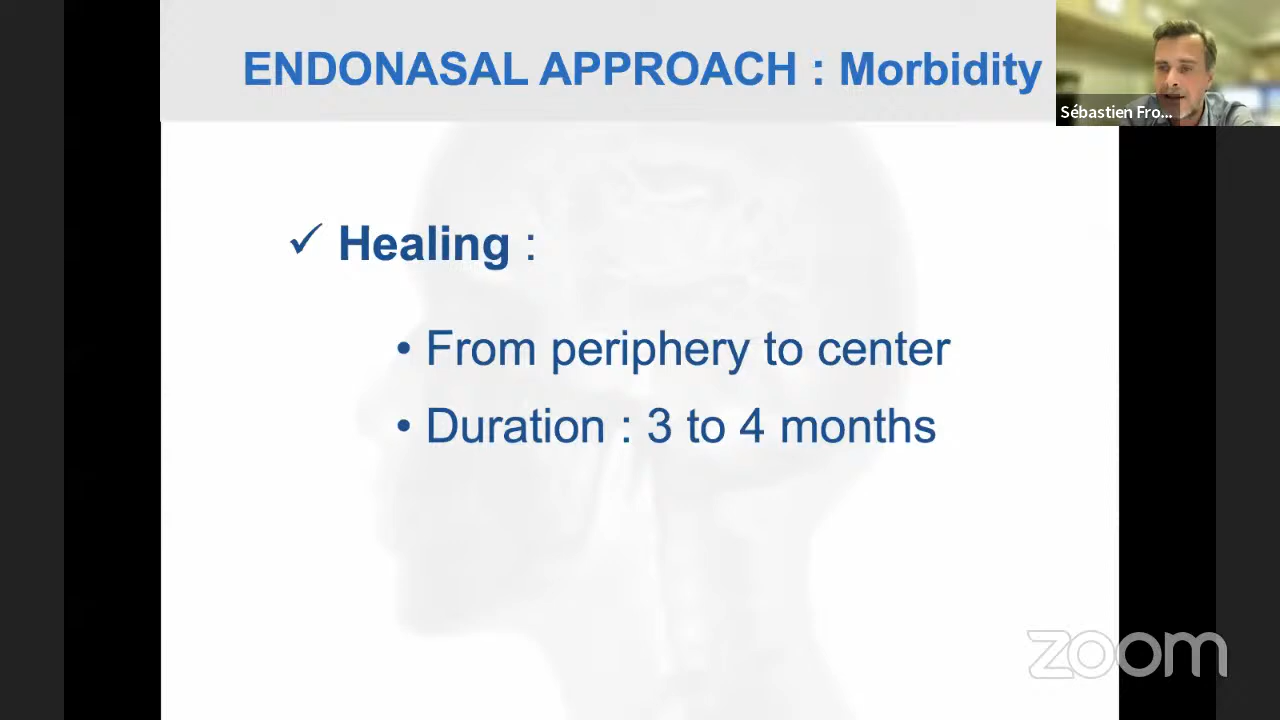 ENDONASAL APPROACH : Morbidity
Sébastien Fro...
✓ Healing :
• From periphery to center
• Duration : 3 to 4 months
zoom